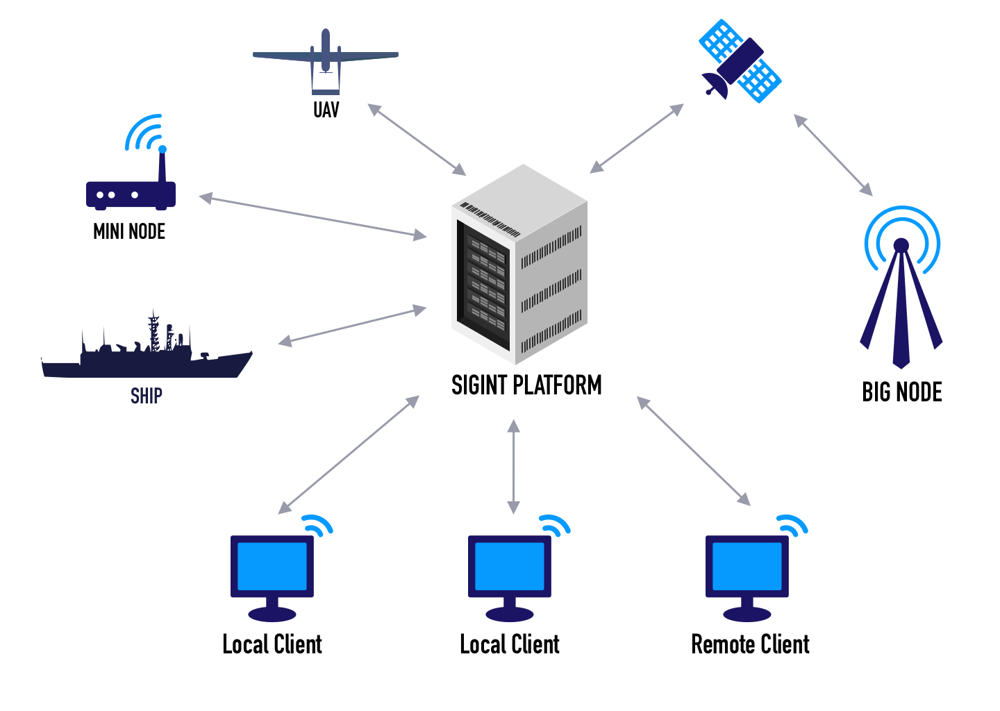 UAV
MINI NODE
SHIP
SIGINT PLATFORM
BIG NODE
Local Client
Local Client
Remote Client